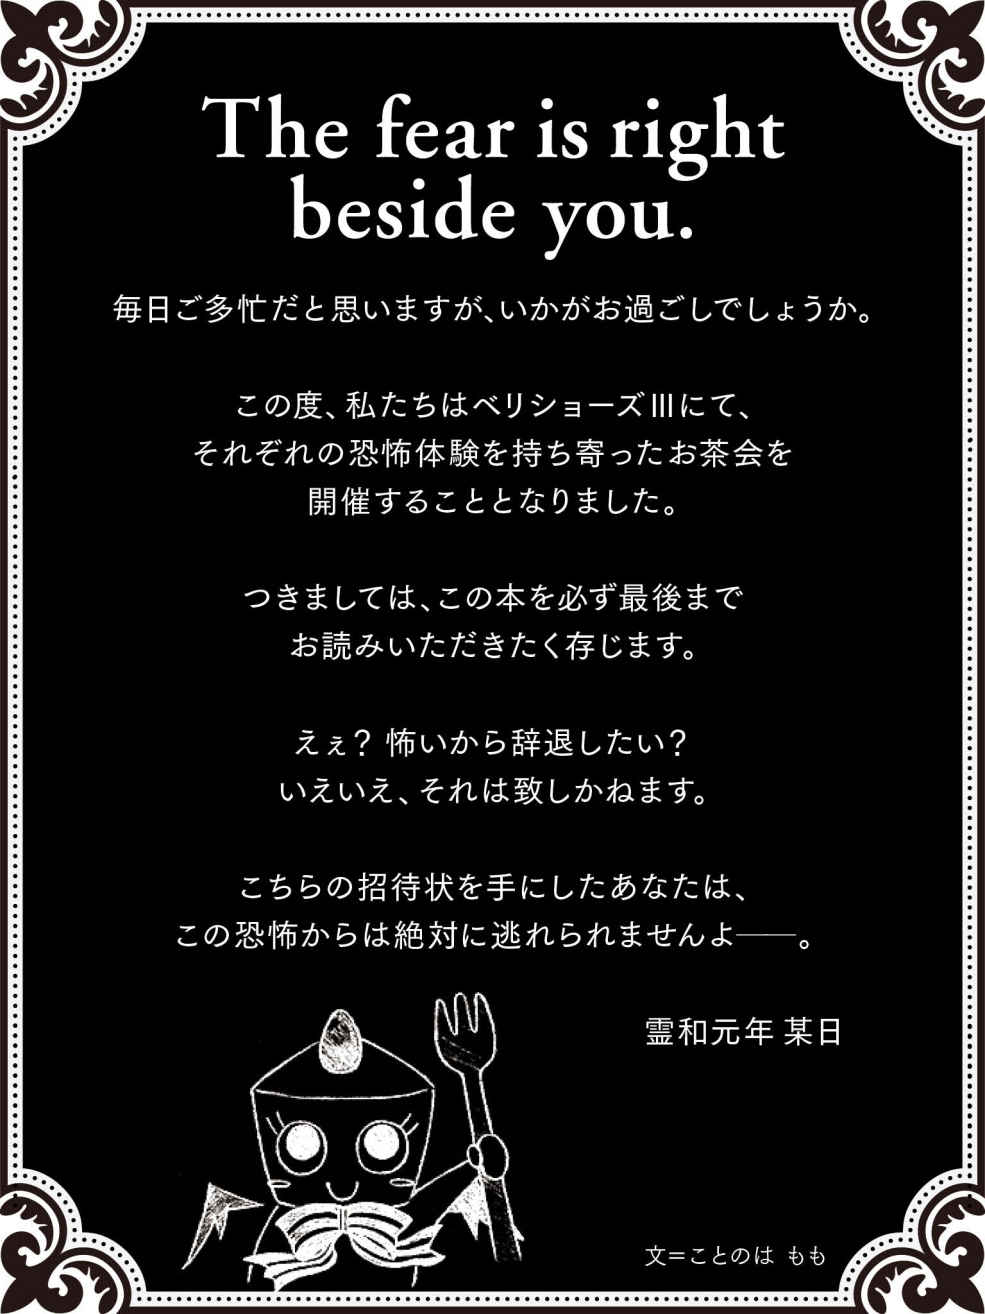 The fear is right
beside you.
毎日ご多忙だと思いますが、いかがお過ごしでしょうか。
この度、私たちはベリショーズⅢにて、
それぞれの恐怖体験を持ち寄ったお茶会を
開催することとなりました。
つきましては、この本を必ず最後まで
お読みいただきたく存じます。
えぇ？ 怖いから辞退したい？
いえいえ、それは致しかねます。
こちらの招待状を手にしたあなたは、
この恐怖からは絶対に逃れられませんよ――。
霊和元年 某日
文＝ことのは もも